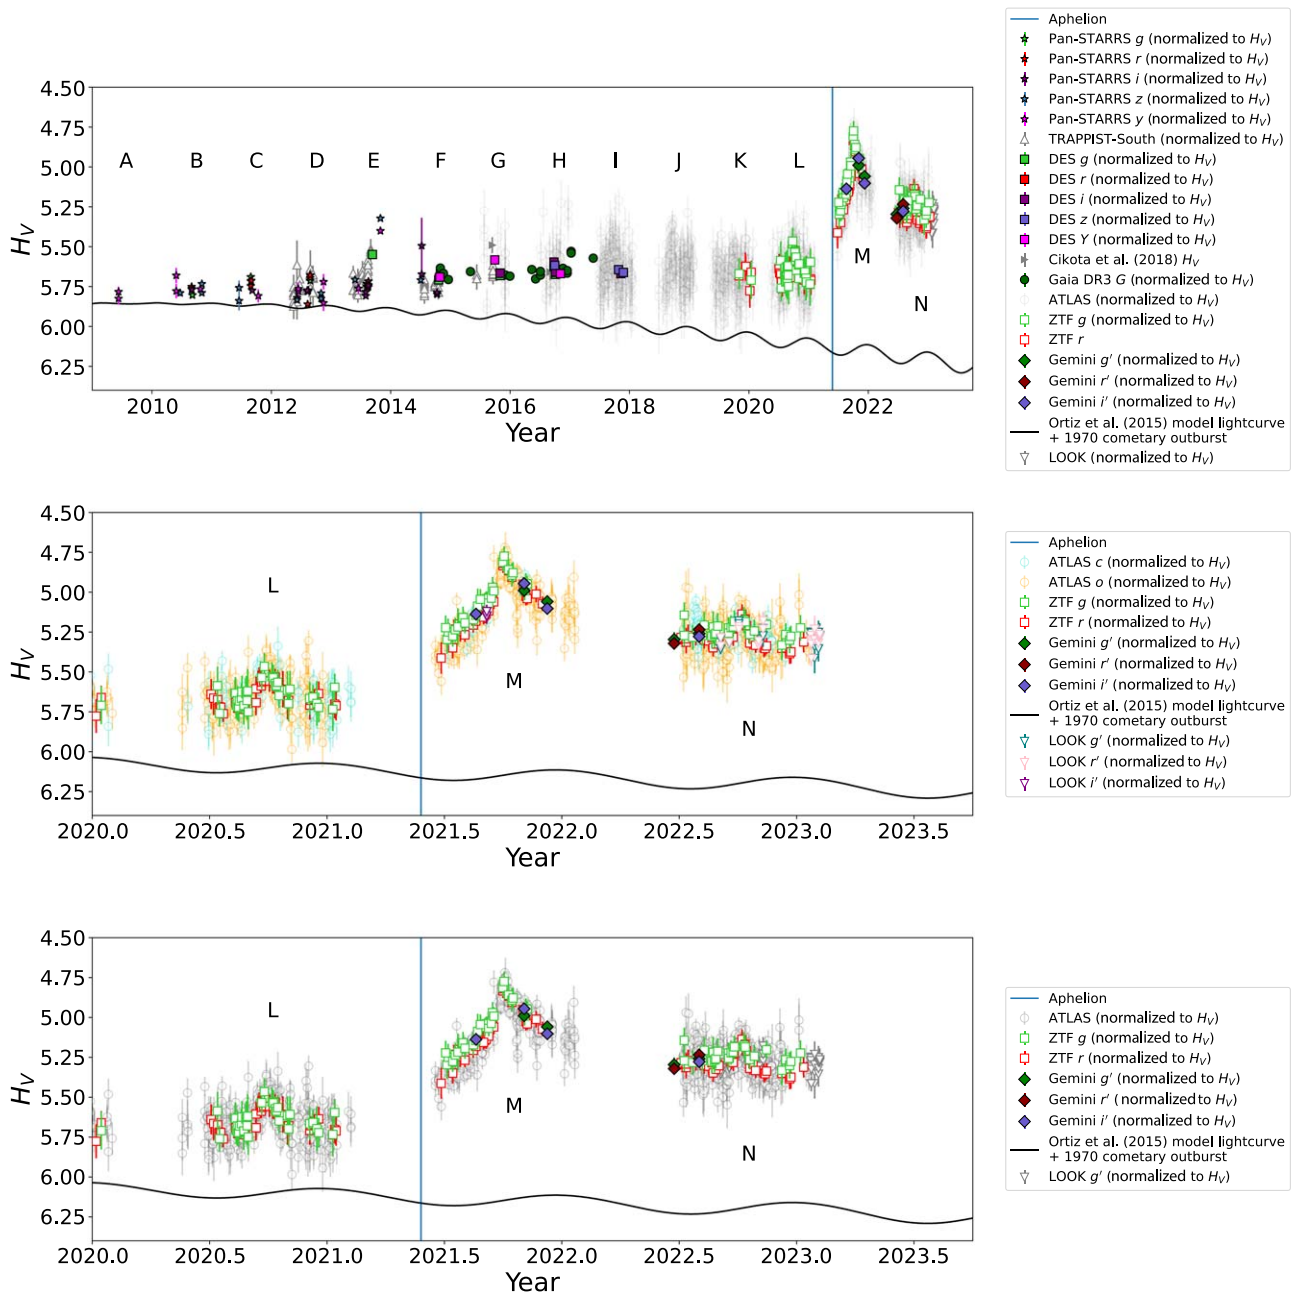 4.50
4.75
5.00
5.25
5.50
5.75
6.00
6.25
H_V
A
B
C
D
E
F
G
H
I
J
K
L
M
N
2010
2012
2014
2016
2018
2020
2022
Year
Aphelion
Pan-STARRS g (normalized to H_V)
Pan-STARRS r (normalized to H_V)
Pan-STARRS i (normalized to H_V)
Pan-STARRS z (normalized to H_V)
Pan-STARRS y (normalized to H_V)
TRAPPIST-South (normalized to H_V)
DES g (normalized to H_V)
DES r (normalized to H_V)
DES i (normalized to H_V)
DES z (normalized to H_V)
DES Y (normalized to H_V)
Cikota et al. (2018) H_V
Gaia DR3 G (normalized to H_V)
ATLAS (normalized to H_V)
ZTF g (normalized to H_V)
ZTF r
Gemini g′ (normalized to H_V)
Gemini r′ (normalized to H_V)
Gemini i′ (normalized to H_V)
Ortiz et al. (2015) model lightcurve
+ 1970 cometary outburst
LOOK (normalized to H_V)
4.50
4.75
5.00
5.25
5.50
5.75
6.00
6.25
H_V
L
M
N
2020.0
2020.5
2021.0
2021.5
2022.0
2022.5
2023.0
2023.5
Year
Aphelion
ATLAS c (normalized to H_V)
ATLAS o (normalized to H_V)
ZTF g (normalized to H_V)
ZTF r (normalized to H_V)
Gemini g′ (normalized to H_V)
Gemini r′ (normalized to H_V)
Gemini i′ (normalized to H_V)
Ortiz et al. (2015) model lightcurve
+ 1970 cometary outburst
LOOK g′ (normalized to H_V)
LOOK r′ (normalized to H_V)
LOOK i′ (normalized to H_V)
4.50
4.75
5.00
5.25
5.50
5.75
6.00
6.25
H_V
L
M
N
2020.0
2020.5
2021.0
2021.5
2022.0
2022.5
2023.0
2023.5
Year
Aphelion
ATLAS (normalized to H_V)
ZTF g (normalized to H_V)
ZTF r (normalized to H_V)
Gemini g′ (normalized to H_V)
Gemini r′ ( normalized to H_V)
Gemini i′ (normalized to H_V)
Ortiz et al. (2015) model lightcurve
+ 1970 cometary outburst
LOOK g′ (normalized to H_V)